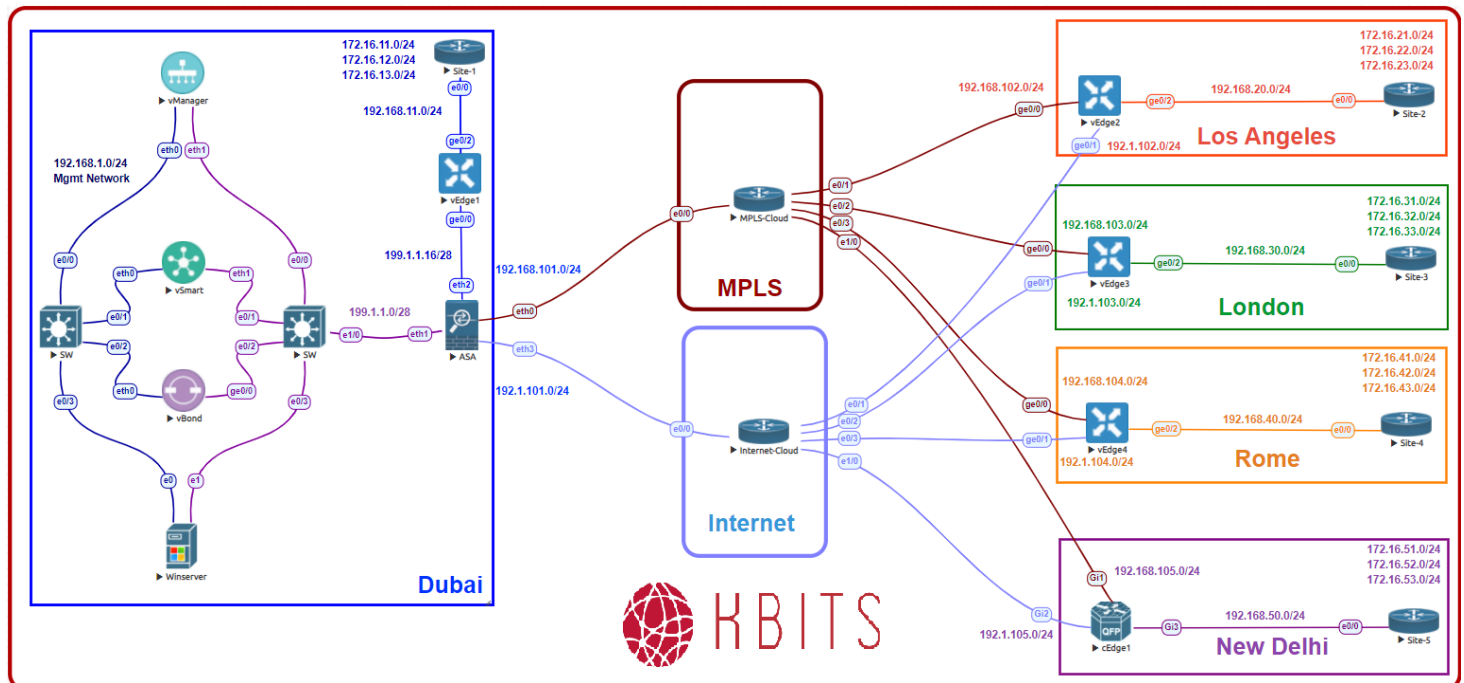 vManager
eth0
eth1
192.168.1.0/24
Mgmt Network
e0/0
e0/0
eth0
eth1
vSmart
e0/1
e0/1
SW
SW
e0/2
e0/2
eth0
ge0/0
vBond
e0/3
e0/3
e0
e1
Winserver
172.16.11.0/24
172.16.12.0/24
172.16.13.0/24
Site-1
e0/0
192.168.11.0/24
ge0/2
vEdge1
ge0/0
199.1.1.16/28
eth2
199.1.1.0/28
e1/0
eth1
ASA
eth0
eth3
192.168.101.0/24
192.1.101.0/24
Dubai
e0/0
MPLS-Cloud
e0/1
e0/2
e0/3
e1/0
MPLS
e0/0
Internet-Cloud
e0/1
e0/2
e0/3
e1/0
Internet
KBITS
192.168.102.0/24
ge0/0
vEdge2
ge0/1
192.1.102.0/24
ge0/2
192.168.20.0/24
e0/0
172.16.21.0/24
172.16.22.0/24
172.16.23.0/24
Site-2
Los Angeles
192.168.103.0/24
ge0/0
vEdge3
ge0/1
192.1.103.0/24
ge0/2
192.168.30.0/24
e0/0
172.16.31.0/24
172.16.32.0/24
172.16.33.0/24
Site-3
London
192.168.104.0/24
ge0/0
vEdge4
ge0/1
192.1.104.0/24
ge0/2
192.168.40.0/24
e0/0
172.16.41.0/24
172.16.42.0/24
172.16.43.0/24
Site-4
Rome
Gi1
192.168.105.0/24
Gi2
192.1.105.0/24
QFP
cEdge1
Gi3
192.168.50.0/24
e0/0
172.16.51.0/24
172.16.52.0/24
172.16.53.0/24
Site-5
New Delhi